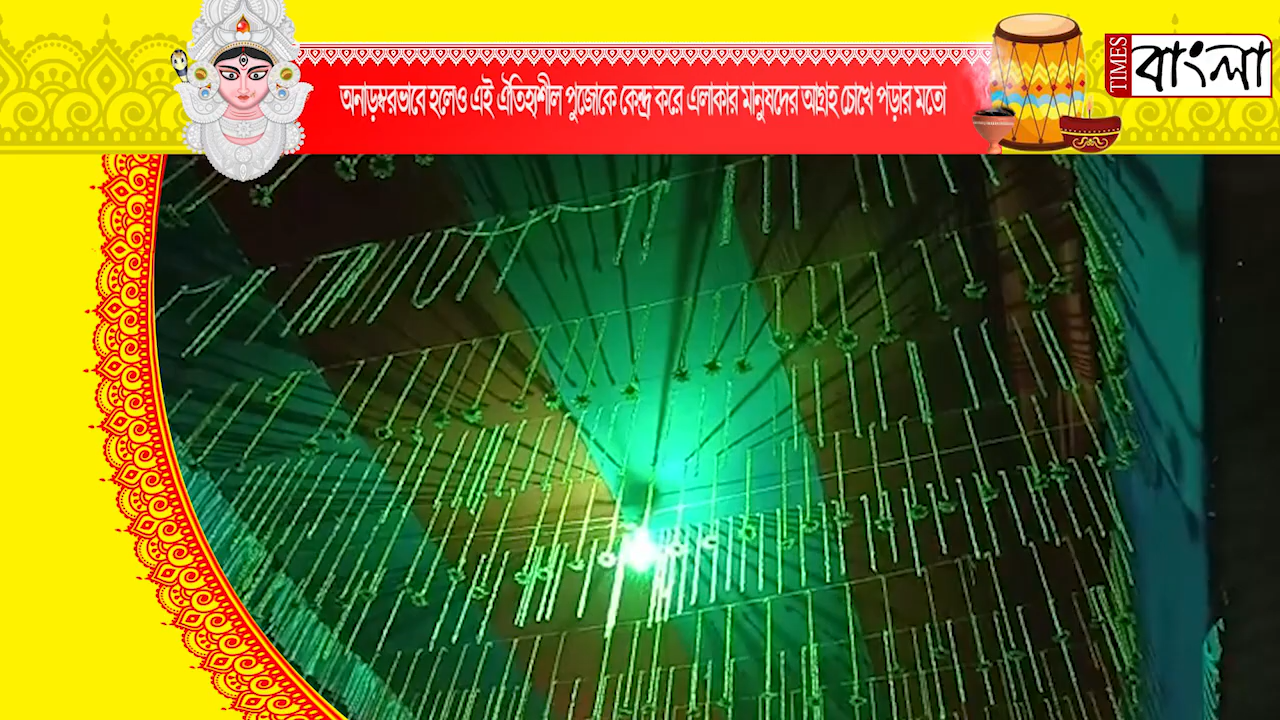 অনাড়ম্বরভাবে হলেও এই ঐতিহ্যশীল পুজোকে কেন্দ্র করে এলাকার মানুষদের আগ্রহ চোখে পড়ার মতো
TIMES বাংলা